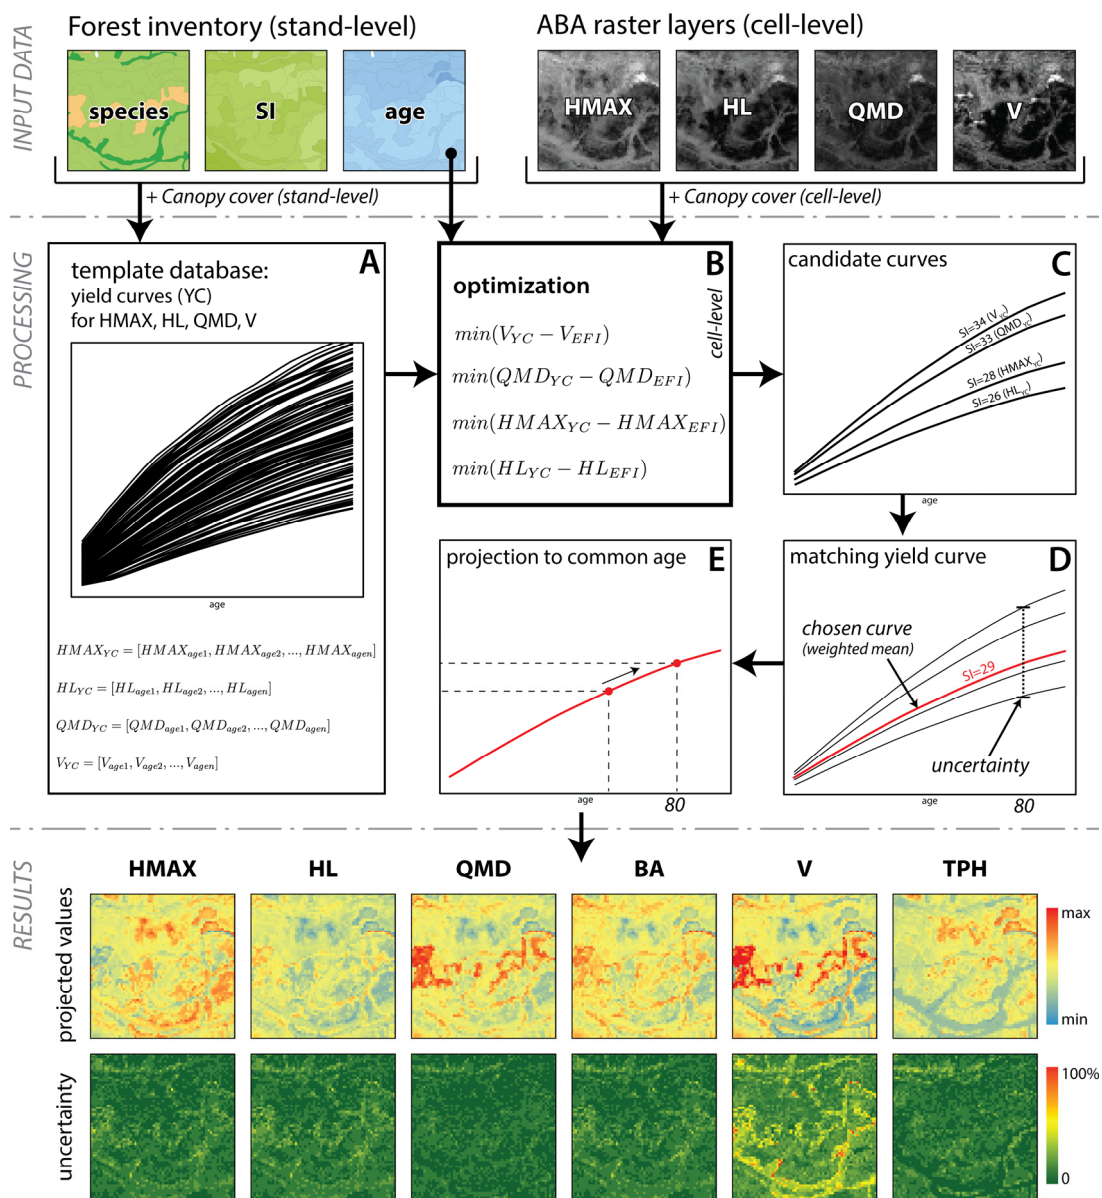 INPUT DATA
Forest inventory (stand-level)
ABA raster layers (cell-level)
species
SI
age
HMAX
HL
QMD
V
+ Canopy cover (stand-level)
+ Canopy cover (cell-level)
PROCESSING
A
template database:
yield curves (YC)
for HMAX, HL, QMD, V
age
HMAX_YC = [HMAX_age1, HMAX_age2, ..., HMAX_agen]
HL_YC = [HL_age1, HL_age2, ..., HL_agen]
QMD_YC = [QMD_age1, QMD_age2, ..., QMD_agen]
V_YC = [V_age1, V_age2, ..., V_agen]
B
cell-level
optimization
min(V_YC − V_EFI)
min(QMD_YC − QMD_EFI)
min(HMAX_YC − HMAX_EFI)
min(HL_YC − HL_EFI)
candidate curves
C
SI=34 (V_YC)
SI=33 (QMD_YC)
SI=28 (HMAX_YC)
SI=26 (HL_YC)
age
matching yield curve
D
chosen curve
(weighted mean)
SI=29
uncertainty
age
80
projection to common age
E
age
80
RESULTS
HMAX
HL
QMD
BA
V
TPH
projected values
max
min
uncertainty
100%
0